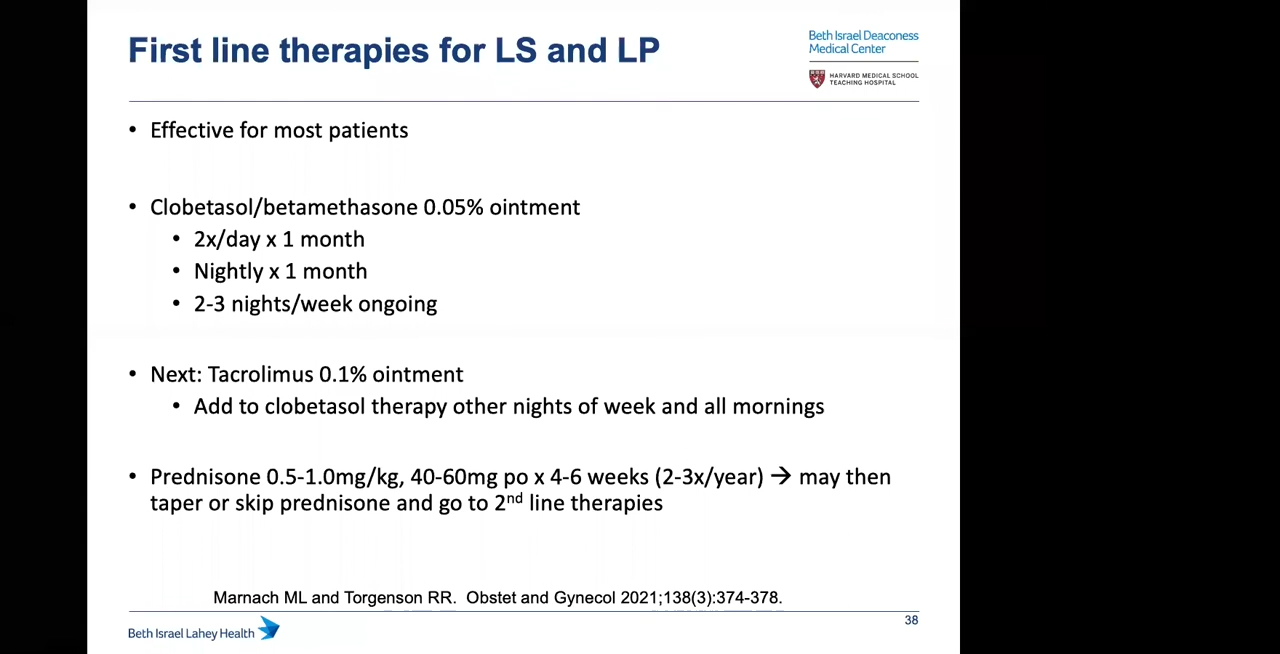 First line therapies for LS and LP
Beth Israel Deaconess
Medical Center
HARVARD MEDICAL SCHOOL
TEACHING HOSPITAL
• Effective for most patients
• Clobetasol/betamethasone 0.05% ointment
• 2x/day x 1 month
• Nightly x 1 month
• 2-3 nights/week ongoing
• Next: Tacrolimus 0.1% ointment
• Add to clobetasol therapy other nights of week and all mornings
• Prednisone 0.5-1.0mg/kg, 40-60mg po x 4-6 weeks (2-3x/year) → may then
taper or skip prednisone and go to 2nd line therapies
Marnach ML and Torgenson RR. Obstet and Gynecol 2021;138(3):374-378.
38
Beth Israel Lahey Health